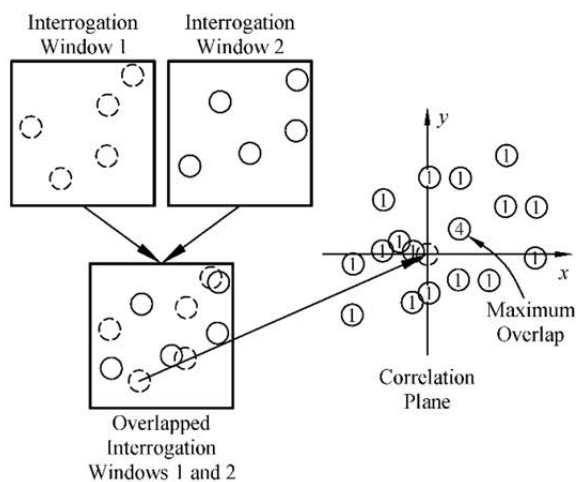 Interrogation
Window 1
Interrogation
Window 2
Overlapped
Interrogation
Windows 1 and 2
y
1
1 1
1
1 1
4
1
1 1
1
1
x
1 1
1
1
1
Maximum
Overlap
Correlation
Plane